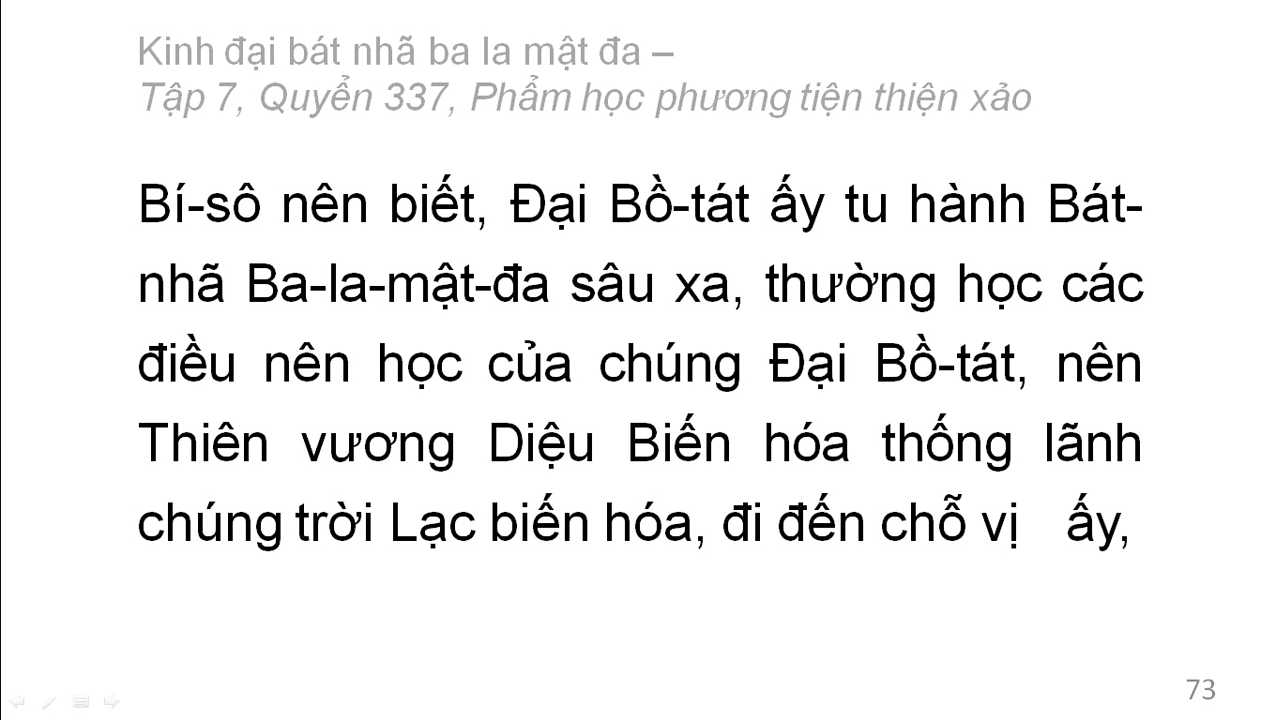 Kinh đại bát nhã ba la mật đa –
Tập 7, Quyển 337, Phẩm học phương tiện thiện xảo
Bí-sô nên biết, Đại Bồ-tát ấy tu hành Bát-
nhã Ba-la-mật-đa sâu xa, thường học các
điều nên học của chúng Đại Bồ-tát, nên
Thiên vương Diệu Biến hóa thống lãnh
chúng trời Lạc biến hóa, đi đến chỗ vị ấy,
73